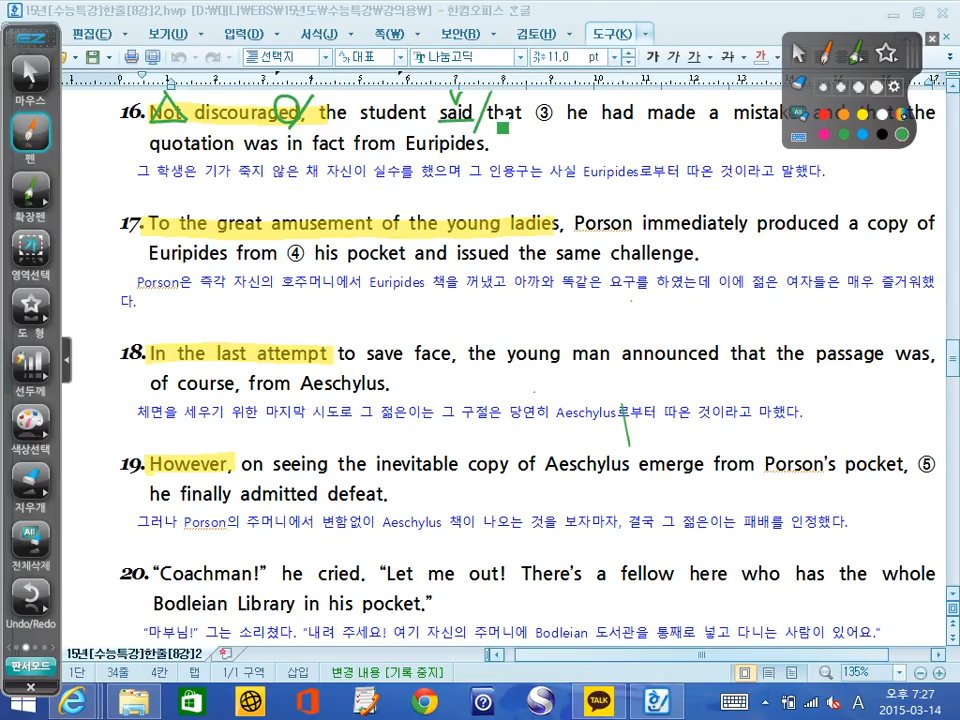 15년[수능특강]한줄[2]2.hwp [D:₩대니₩EBS₩15년도₩수능특강₩강의용₩] - 한컴오피스 한글
편집(E) 보기(U) 입력(D) 서식(J) 쪽(W) 보안(R) 검토(H) 도구(K)
선택지 대표 나눔고딕 11.0 pt 가 가 가 가 가
마우스
펜
확장펜
영역선택
도 형
선두께
색상선택
지우개
전체삭제
Undo/Redo
판서모드
16. Not discouraged, the student said that ③ he had made a mistake and that the
quotation was in fact from Euripides.
그 학생은 기가 죽지 않은 채 자신이 실수를 했으며 그 인용구는 사실 Euripides로부터 따온 것이라고 말했다.
17. To the great amusement of the young ladies, Porson immediately produced a copy of
Euripides from ④ his pocket and issued the same challenge.
Porson은 즉각 자신의 호주머니에서 Euripides 책을 꺼냈고 아까와 똑같은 요구를 하였는데 이에 젊은 여자들은 매우 즐거워했
다.
18. In the last attempt to save face, the young man announced that the passage was,
of course, from Aeschylus.
체면을 세우기 위한 마지막 시도로 그 젊은이는 그 구절은 당연히 Aeschylus로부터 따온 것이라고 마했다.
19. However, on seeing the inevitable copy of Aeschylus emerge from Porson's pocket, ⑤
he finally admitted defeat.
그러나 Porson의 주머니에서 변함없이 Aeschylus 책이 나오는 것을 보자마자, 결국 그 젊은이는 패배를 인정했다.
20. “Coachman!” he cried. “Let me out! There's a fellow here who has the whole
Bodleian Library in his pocket.”
“마부님!” 그는 소리쳤다. “내려 주세요! 여기 자신의 주머니에 Bodleian 도서관을 통째로 넣고 다니는 사람이 있어요.”
15년[수능특강]한줄[8]2
1단 34줄 4칸 탭 1/1 구역 삽입 변경 내용 [기록 중지] 135%
TALK A 오후 7:27
2015-03-14